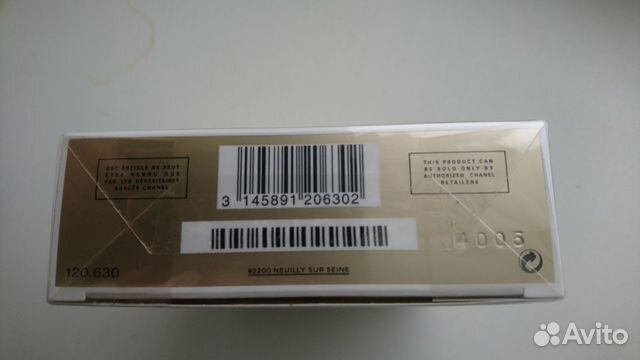 CET ARTICLE NE PEUT
ÊTRE VENDU QUE
PAR LES DÉPOSITAIRES
AGRÉÉS CHANEL
3 145891 206302
THIS PRODUCT CAN
BE SOLD ONLY BY
AUTHORIZED CHANEL
RETAILERS
4005
120.630
92200 NEUILLY SUR SEINE
Avito